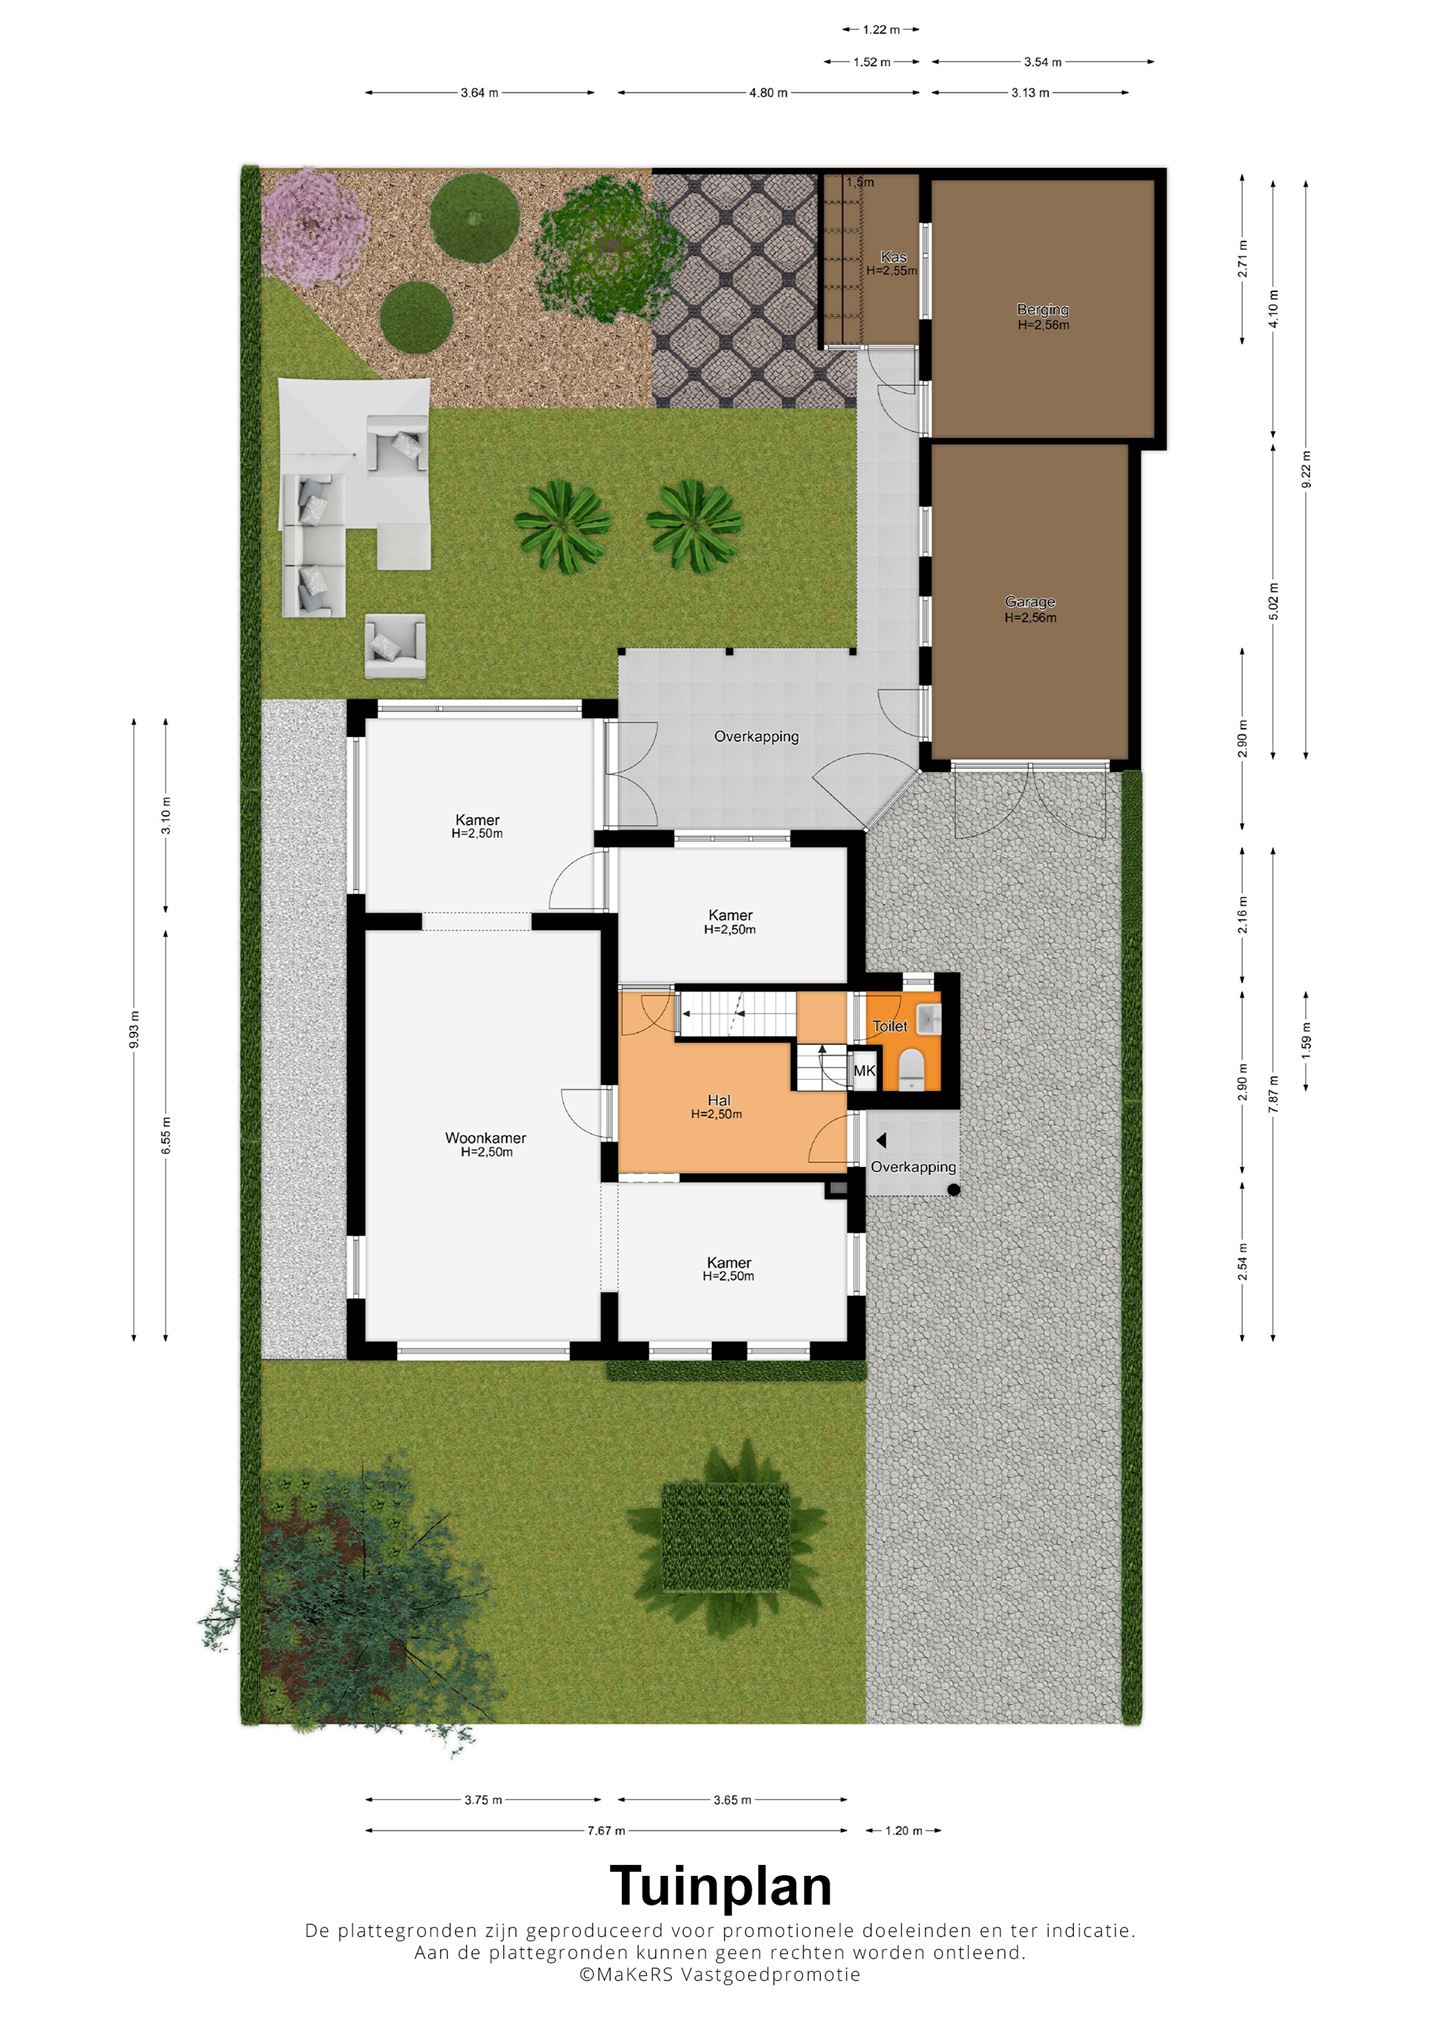 1.22 m
1.52 m
3.54 m
3.64 m
4.80 m
3.13 m
1,5m
Kas
H=2,55m
2.71 m
Berging
H=2,56m
4.10 m
9.22 m
Garage
H=2,56m
5.02 m
Overkapping
2.90 m
3.10 m
Kamer
H=2,50m
Kamer
H=2,50m
2.16 m
9.93 m
Toilet
1.59 m
MK
2.90 m
7.87 m
Hal
H=2,50m
6.55 m
Woonkamer
H=2,50m
Overkapping
Kamer
H=2,50m
2.54 m
3.75 m
3.65 m
7.67 m
1.20 m
Tuinplan
De plattegronden zijn geproduceerd voor promotionele doeleinden en ter indicatie.
Aan de plattegronden kunnen geen rechten worden ontleend.
©MaKeRS Vastgoedpromotie